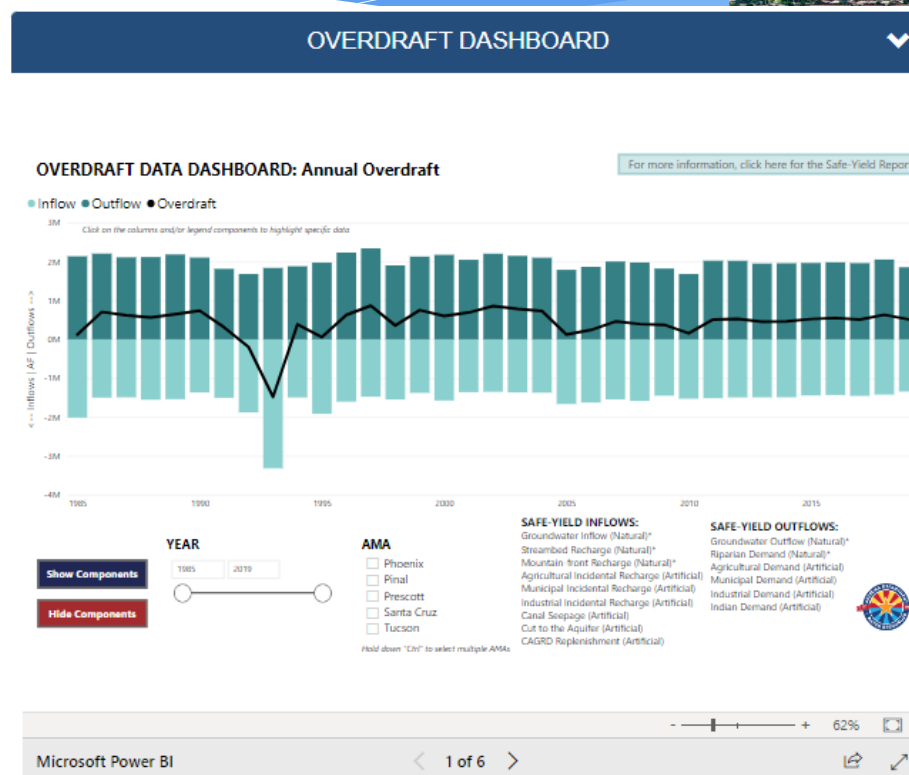 OVERDRAFT DASHBOARD
OVERDRAFT DATA DASHBOARD: Annual Overdraft
For more information, click here for the Safe-Yield Repor
Inflow Outflow Overdraft
Click on the columns and/or legend components to highlight specific data
3M
2M
1M
0M
-1M
-2M
-3M
-4M
<-- Inflows | AF | Outflows -->
1985 1990 1995 2000 2005 2010 2015
Show Components
Hide Components
YEAR
1985 2019
AMA
Phoenix
Pinal
Prescott
Santa Cruz
Tucson
Hold down "Ctrl" to select multiple AMAs
SAFE-YIELD INFLOWS:
Groundwater Inflow (Natural)*
Streambed Recharge (Natural)*
Mountain-front Recharge (Natural)*
Agricultural Incidental Recharge (Artificial)
Municipal Incidental Recharge (Artificial)
Industrial Incidental Recharge (Artificial)
Canal Seepage (Artificial)
Cut to the Aquifer (Artificial)
CAGRD Replenishment (Artificial)
SAFE-YIELD OUTFLOWS:
Groundwater Outflow (Natural)*
Riparian Demand (Natural)*
Agricultural Demand (Artificial)
Municipal Demand (Artificial)
Industrial Demand (Artificial)
Indian Demand (Artificial)
- + 62%
Microsoft Power BI
1 of 6